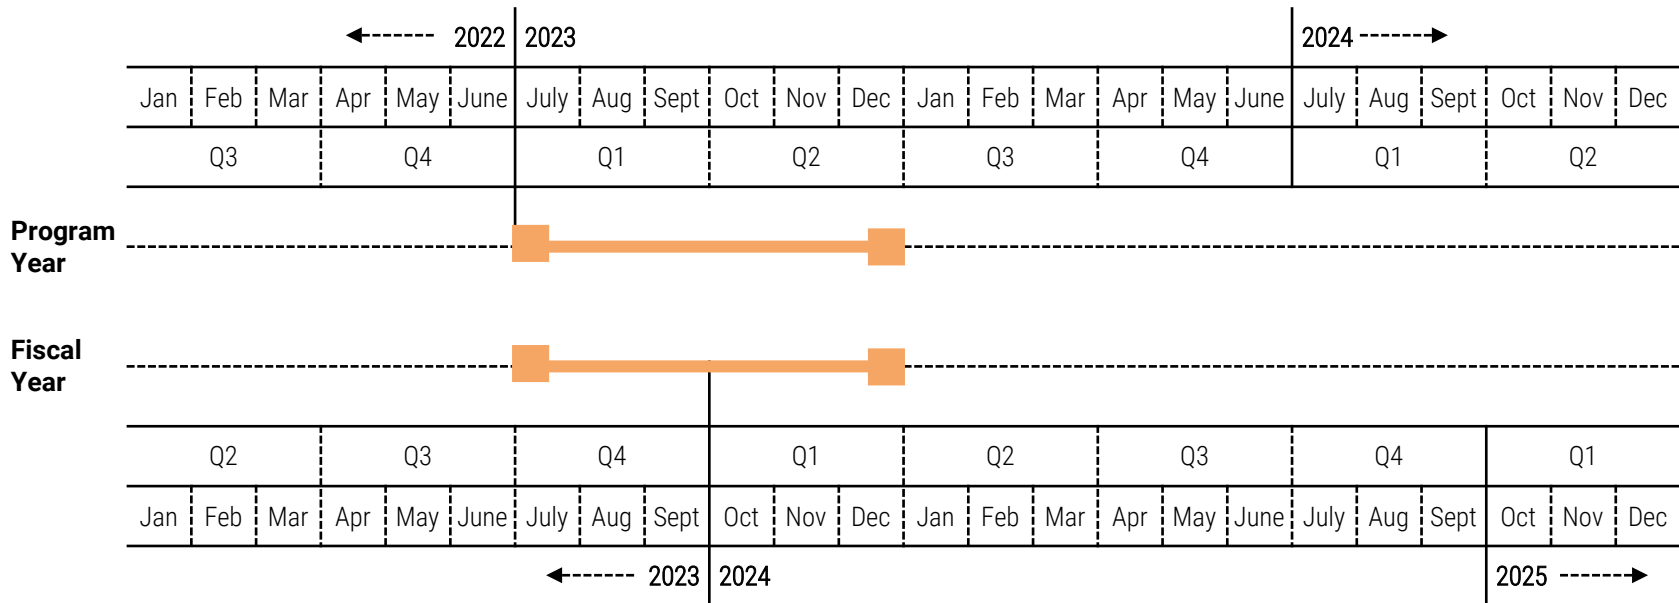 2022 2023 2024
Jan Feb Mar Apr May June July Aug Sept Oct Nov Dec Jan Feb Mar Apr May June July Aug Sept Oct Nov Dec
Q3 Q4 Q1 Q2 Q3 Q4 Q1 Q2
Program
Year
Fiscal
Year
Q2 Q3 Q4 Q1 Q2 Q3 Q4 Q1
Jan Feb Mar Apr May June July Aug Sept Oct Nov Dec Jan Feb Mar Apr May June July Aug Sept Oct Nov Dec
2023 2024 2025